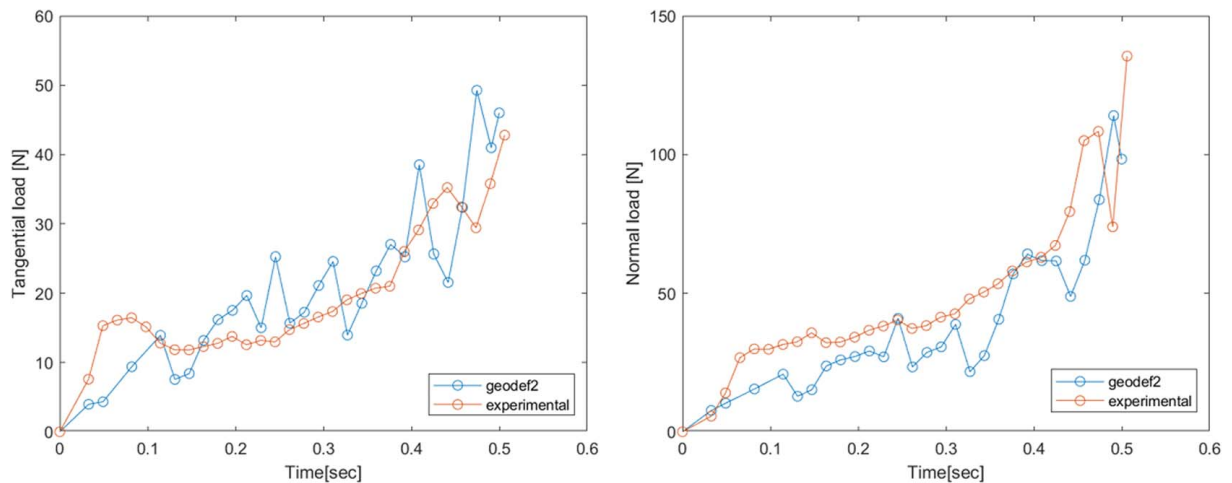 60
50
40
30
20
10
0
Tangential load [N]
0 0.1 0.2 0.3 0.4 0.5 0.6
Time[sec]
geodef2
experimental
150
100
50
0
Normal load [N]
0 0.1 0.2 0.3 0.4 0.5 0.6
Time[sec]
geodef2
experimental